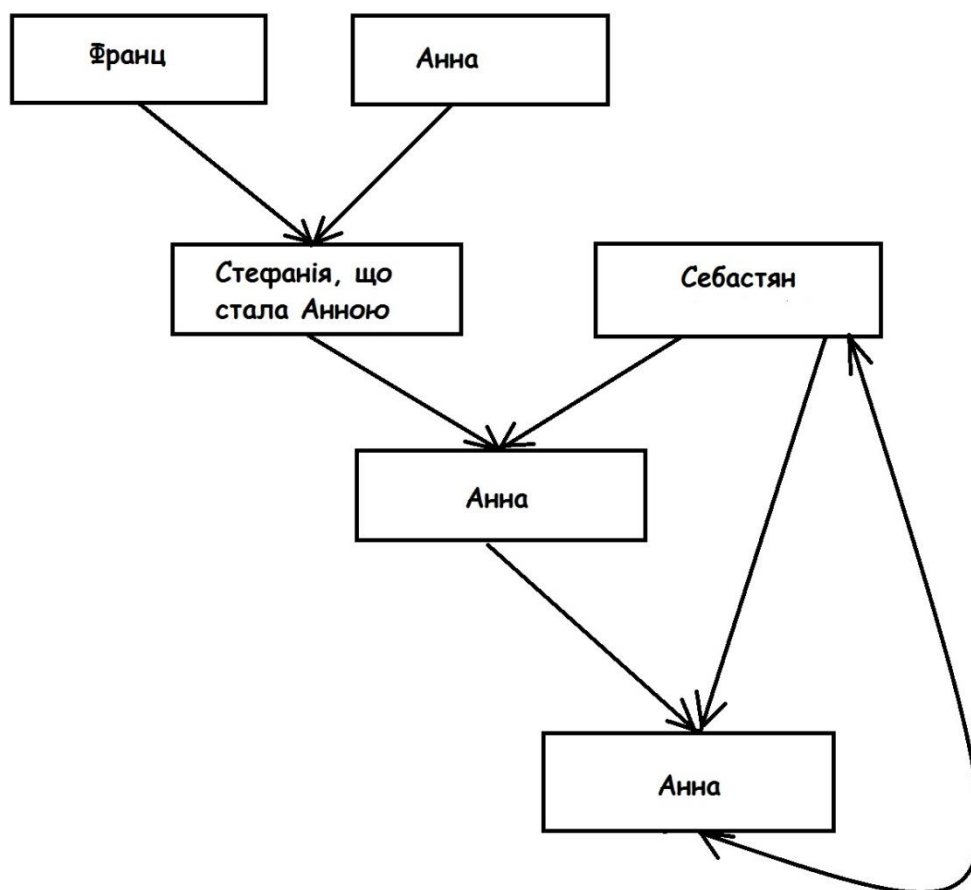 Франц
Анна
Стефанія, що
стала Анною
Себастян
Анна
Анна